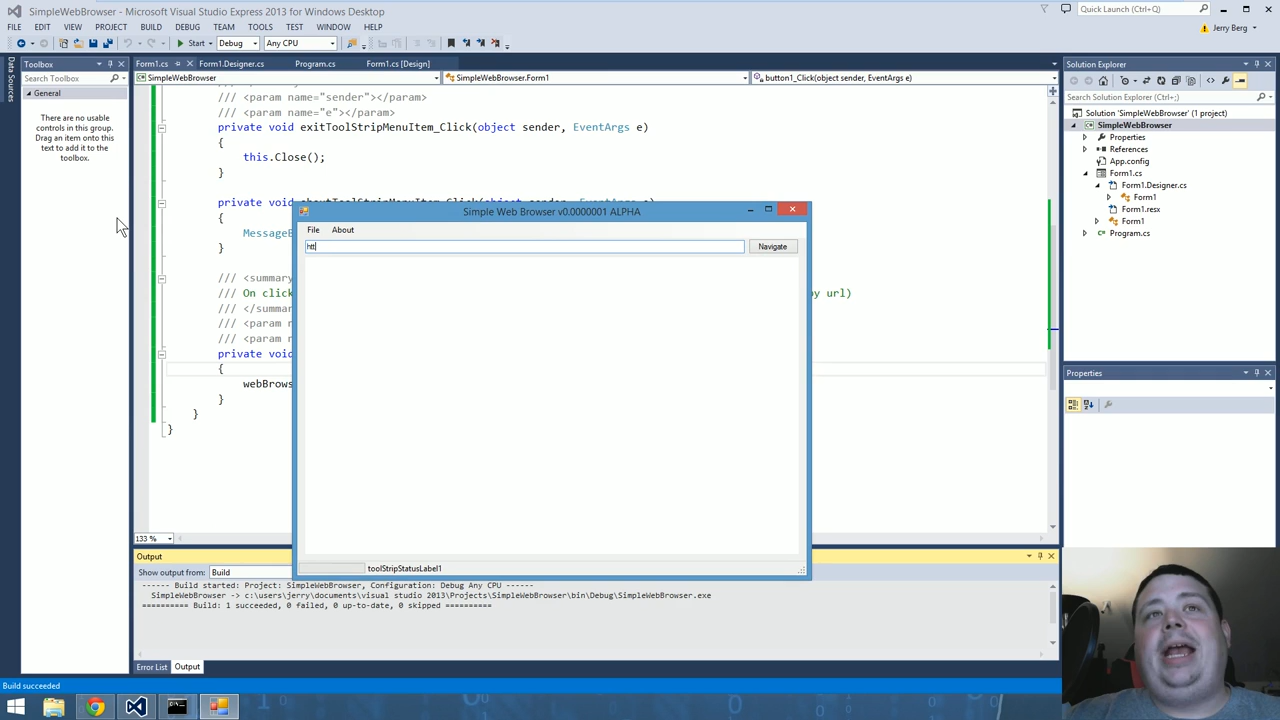 SimpleWebBrowser - Microsoft Visual Studio Express 2013 for Windows Desktop
Quick Launch (Ctrl+Q)
FILE EDIT VIEW PROJECT BUILD DEBUG TEAM TOOLS TEST WINDOW HELP
Jerry Berg
Start Debug Any CPU
Data Sources
Toolbox
Search Toolbox
General
There are no usable
controls in this group.
Drag an item onto this
text to add it to the
toolbox.
Form1.cs Form1.Designer.cs Program.cs Form1.cs [Design]
SimpleWebBrowser SimpleWebBrowser.Form1 button1_Click(object sender, EventArgs e)
/// <param name="sender"></param>
/// <param name="e"></param>
private void exitToolStripMenuItem_Click(object sender, EventArgs e)
{
this.Close();
}
private void aboutToolStripMenuItem_Click(object sender, EventArgs e)
{
MessageB
}
/// <summary
/// On click by url)
/// </summar
/// <param n
/// <param n
private void
{
webBrows
}
}
}
Simple Web Browser v0.0000001 ALPHA
File About
htt
Navigate
toolStripStatusLabel1
133 %
Output
Show output from: Build
------ Build started: Project: SimpleWebBrowser, Configuration: Debug Any CPU ------
SimpleWebBrowser -> c:\users\jerry\documents\visual studio 2013\Projects\SimpleWebBrowser\bin\Debug\SimpleWebBrowser.exe
========== Build: 1 succeeded, 0 failed, 0 up-to-date, 0 skipped ==========
Error List Output
Build succeeded
Solution Explorer
Search Solution Explorer (Ctrl+;)
Solution 'SimpleWebBrowser' (1 project)
SimpleWebBrowser
Properties
References
App.config
Form1.cs
Form1.Designer.cs
Form1
Form1.resx
Form1
Program.cs
Properties